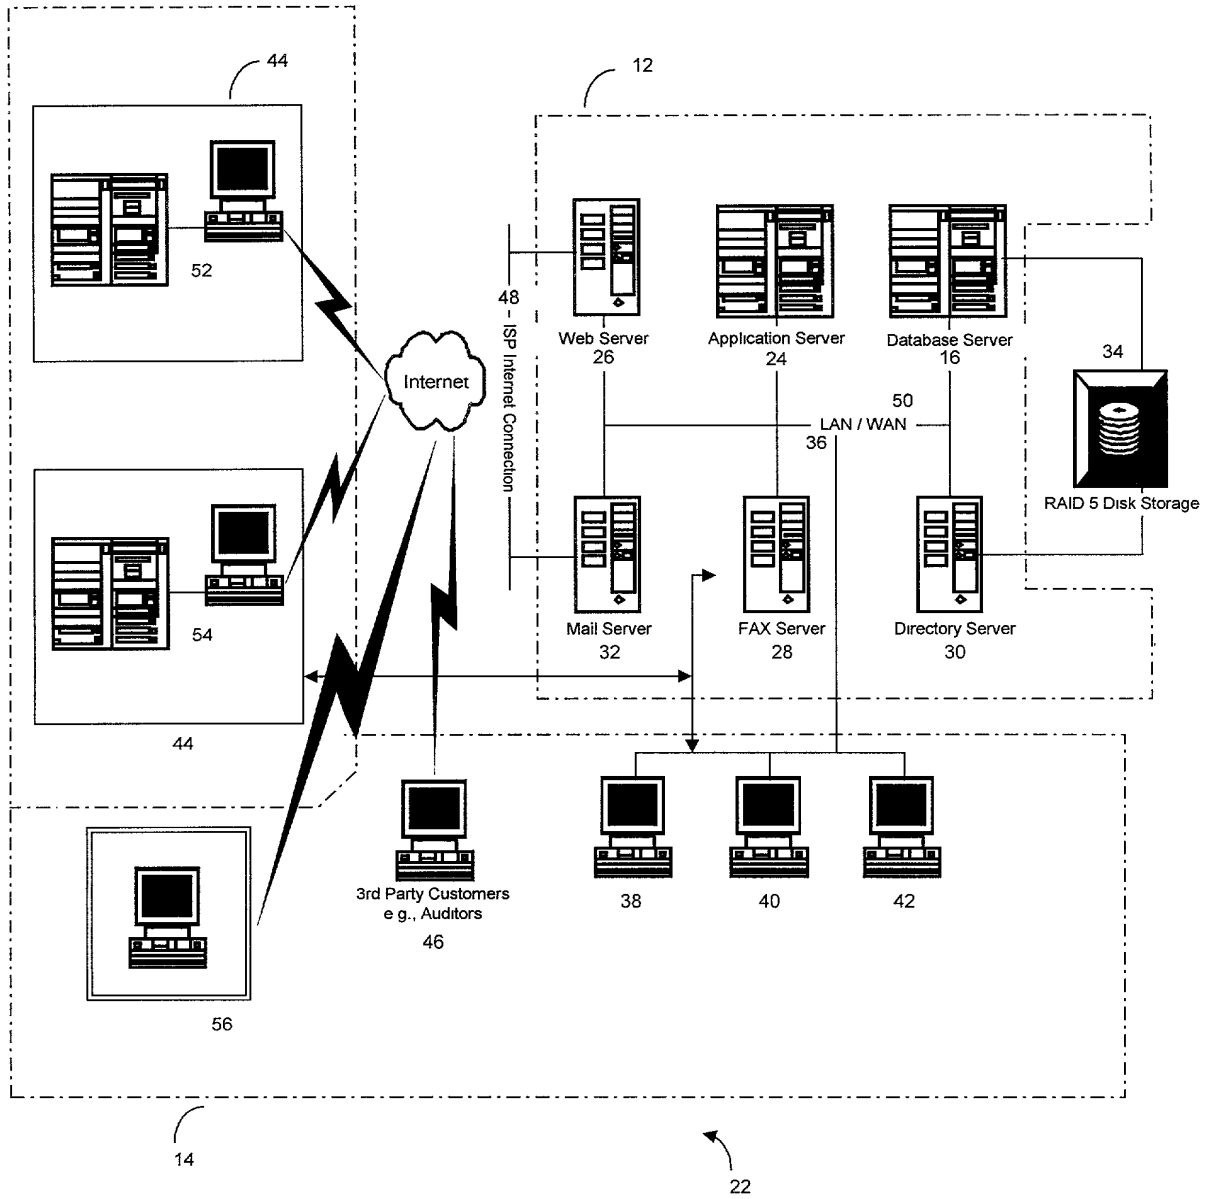 44
12
52
48 - ISP Internet Connection
Web Server
26
Application Server
24
Database Server
16
34
Internet
50
LAN / WAN
36
RAID 5 Disk Storage
54
Mail Server
32
FAX Server
28
Directory Server
30
44
3rd Party Customers
e g., Auditors
46
38
40
42
56
14
22